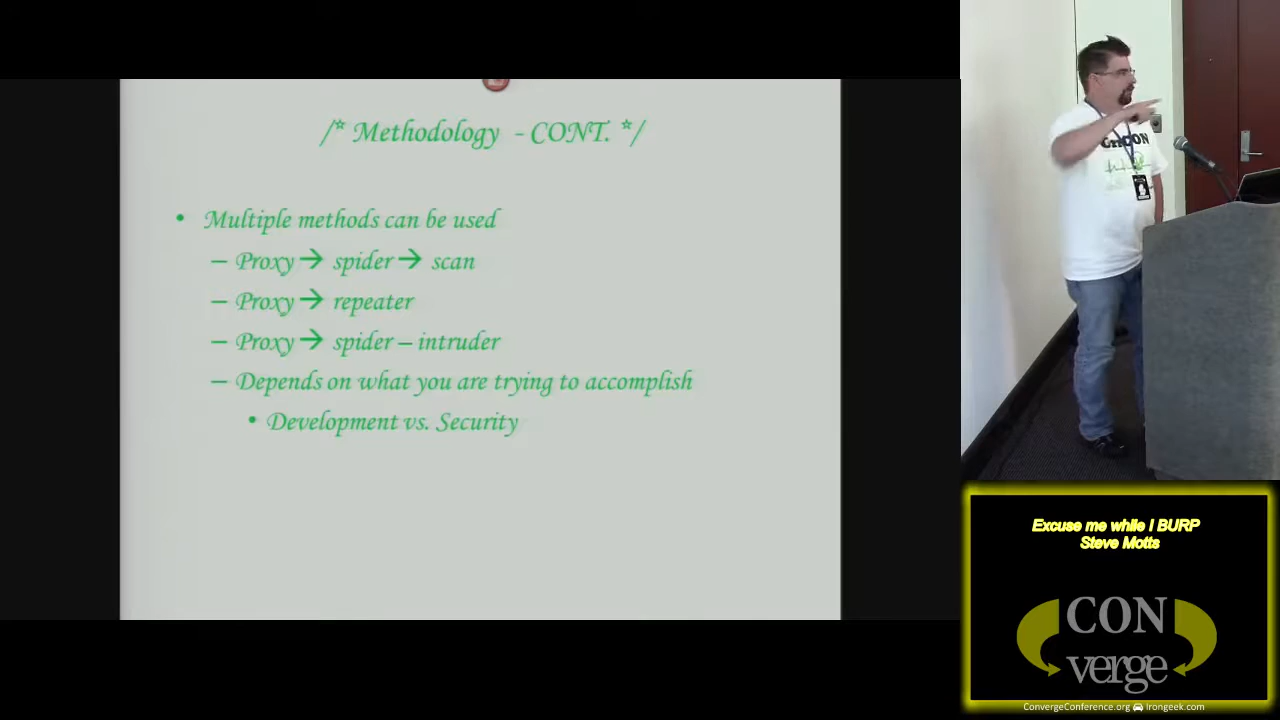 /* Methodology - CONT. */
• Multiple methods can be used
– Proxy → spider → scan
– Proxy → repeater
– Proxy → spider – intruder
– Depends on what you are trying to accomplish
• Development vs. Security
Excuse me while I BURP
Steve Motts
CON
verge
ConvergeConference.org Irongeek.com